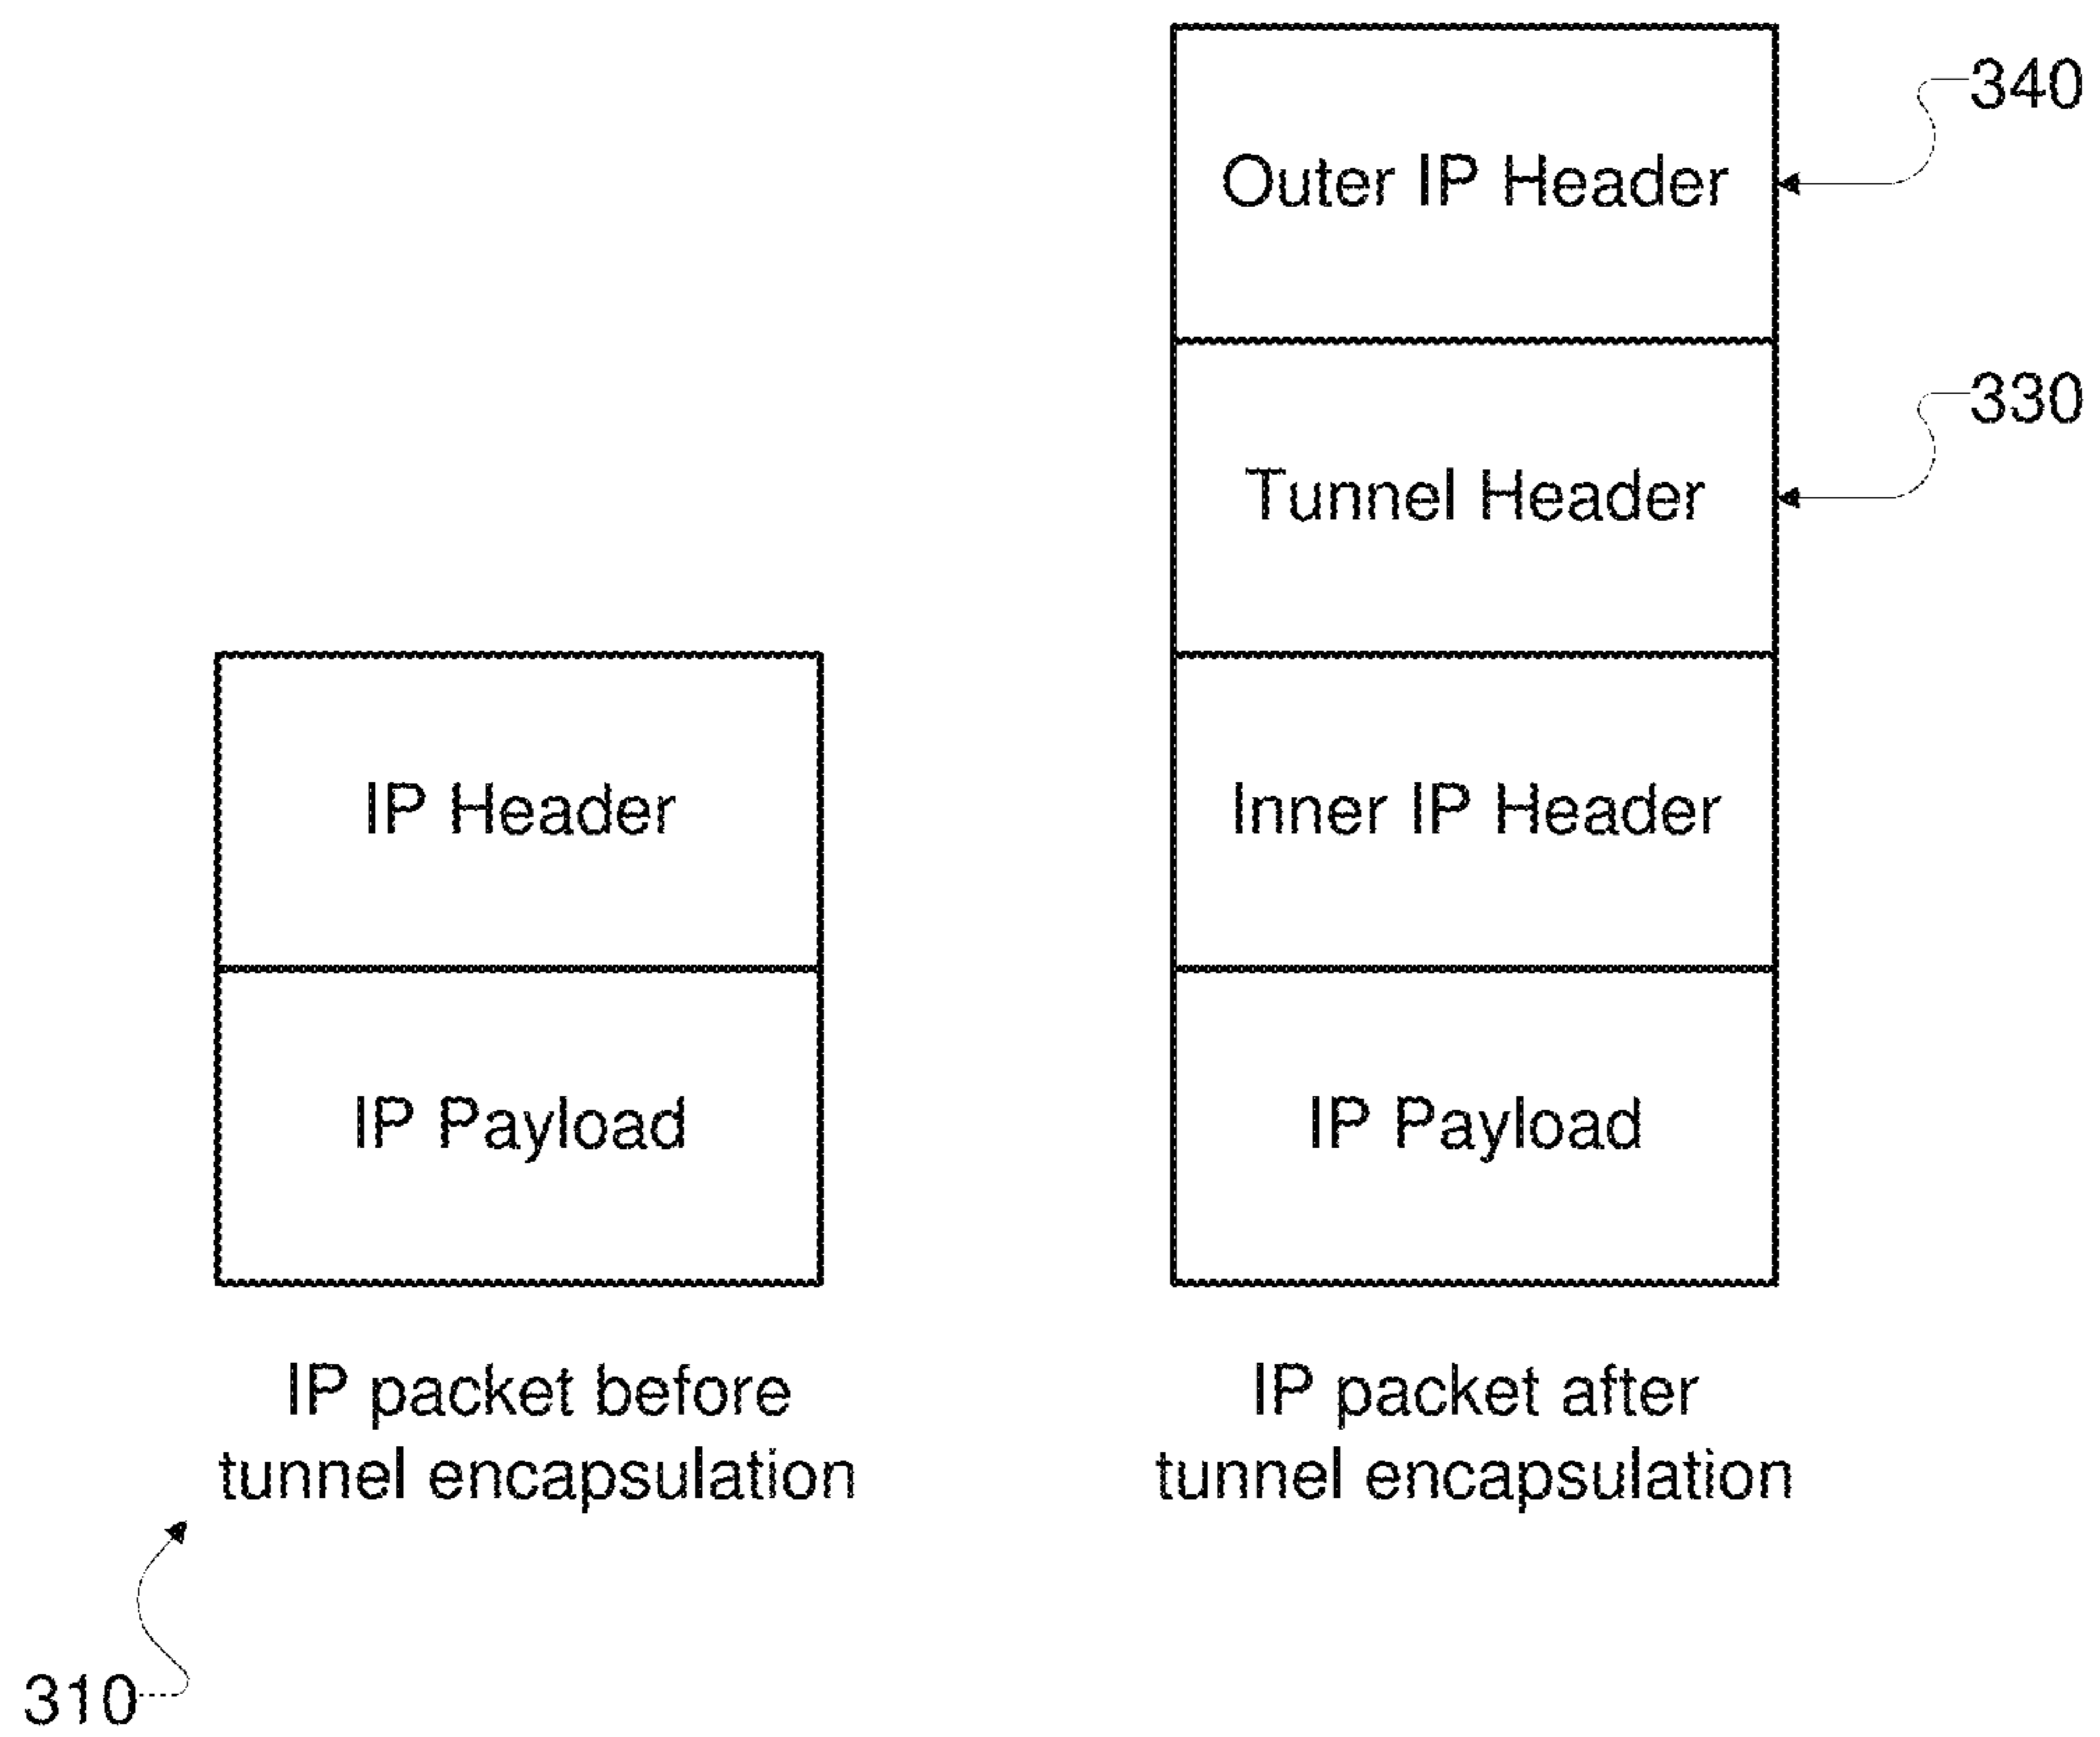 340
Outer IP Header
330
Tunnel Header
IP Header
Inner IP Header
IP Payload
IP Payload
IP packet before
tunnel encapsulation
IP packet after
tunnel encapsulation
310